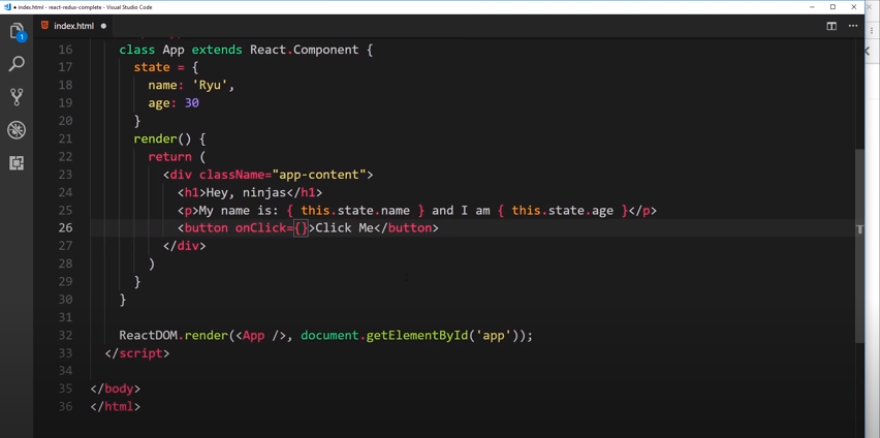 index.html - react-redux-complete - Visual Studio Code
index.html
1
16 class App extends React.Component {
17 state = {
18 name: 'Ryu',
19 age: 30
20 }
21 render() {
22 return (
23 <div className="app-content">
24 <h1>Hey, ninjas</h1>
25 <p>My name is: { this.state.name } and I am { this.state.age }</p>
26 <button onClick={}>Click Me</button>
27 </div>
28 )
29 }
30 }
31
32 ReactDOM.render(<App />, document.getElementById('app'));
33 </script>
34
35 </body>
36 </html>